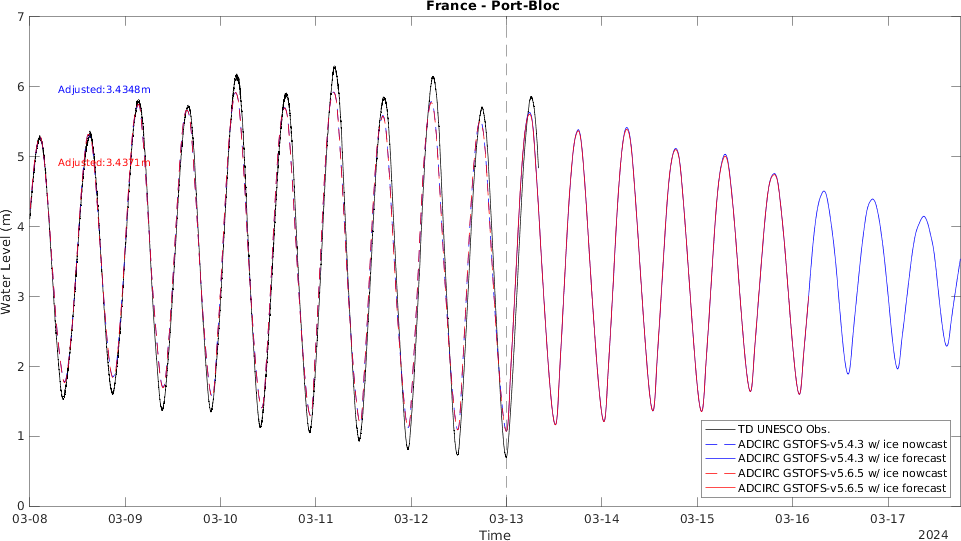 France - Port-Bloc
7
6
5
4
3
2
1
0
Water Level (m)
Adjusted:3.4348m
Adjusted:3.4371m
TD UNESCO Obs.
ADCIRC GSTOFS-v5.4.3 w/ ice nowcast
ADCIRC GSTOFS-v5.4.3 w/ ice forecast
ADCIRC GSTOFS-v5.6.5 w/ ice nowcast
ADCIRC GSTOFS-v5.6.5 w/ ice forecast
03-08 03-09 03-10 03-11 03-12 03-13 03-14 03-15 03-16 03-17
Time
2024